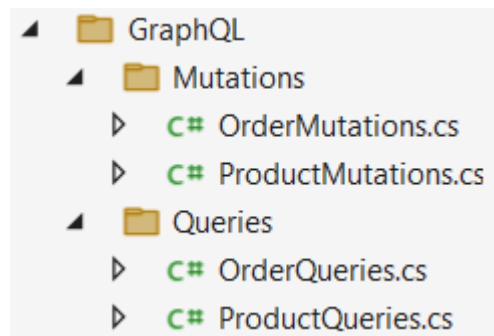 GraphQL
Mutations
C# OrderMutations.cs
C# ProductMutations.cs
Queries
C# OrderQueries.cs
C# ProductQueries.cs